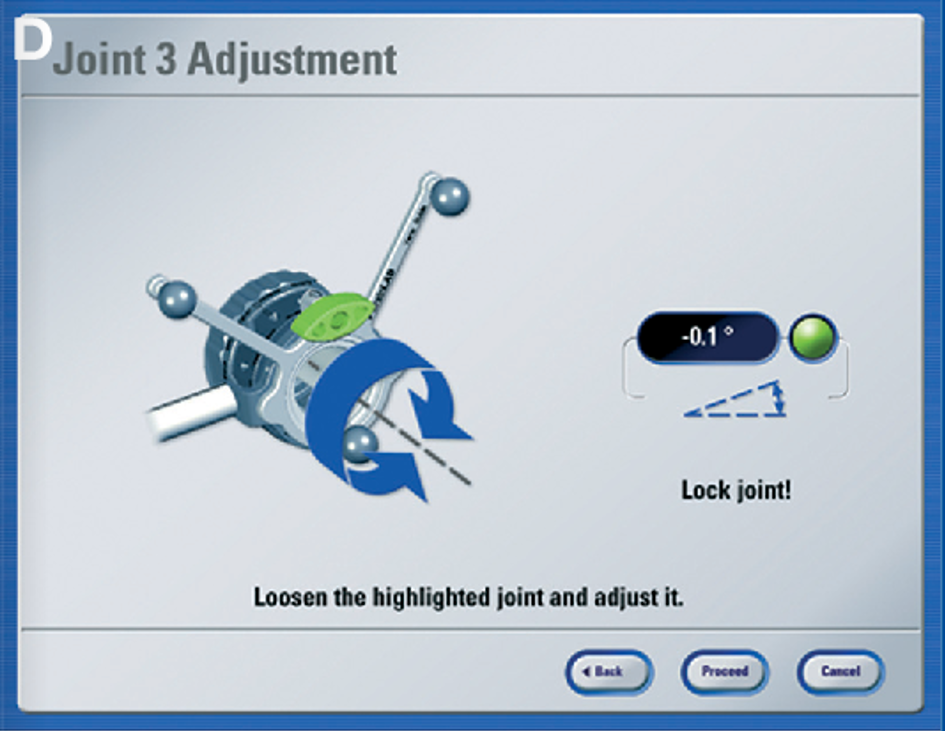 D
Joint 3 Adjustment
-0.1 °
Lock joint!
Loosen the highlighted joint and adjust it.
Back
Proceed
Cancel